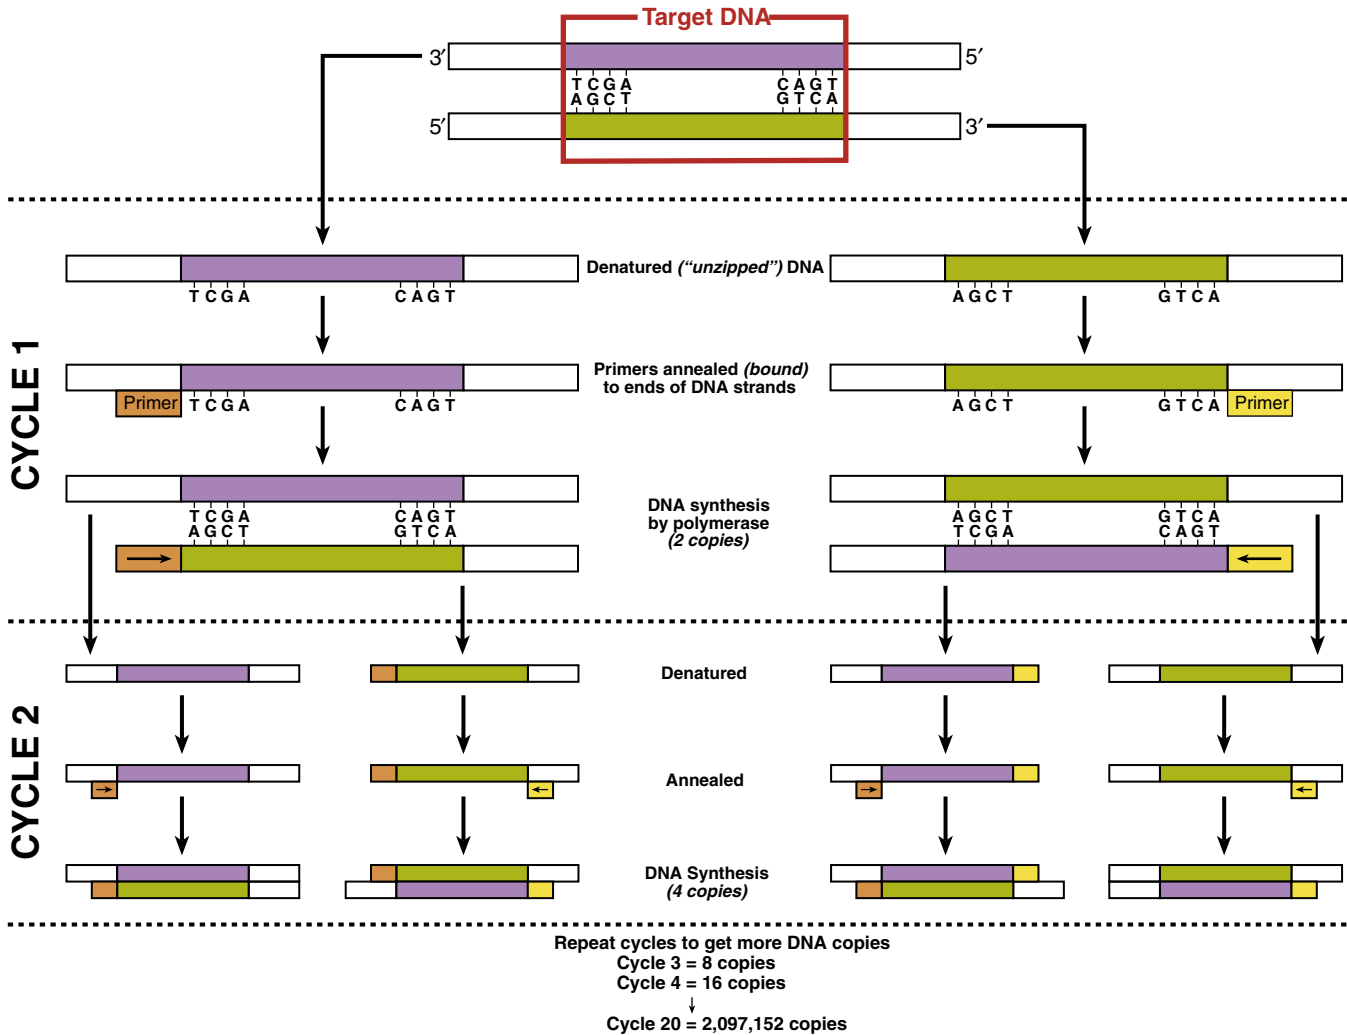 Target DNA
3′ 5′
T C G A C A G T
A G C T G T C A
5′ 3′
CYCLE 1
Denatured (“unzipped”) DNA
T C G A C A G T
A G C T G T C A
Primers annealed (bound)
to ends of DNA strands
Primer T C G A C A G T
A G C T G T C A Primer
DNA synthesis
by polymerase
(2 copies)
T C G A C A G T
A G C T G T C A
A G C T G T C A
T C G A C A G T
CYCLE 2
Denatured
Annealed
DNA Synthesis
(4 copies)
Repeat cycles to get more DNA copies
Cycle 3 = 8 copies
Cycle 4 = 16 copies
Cycle 20 = 2,097,152 copies